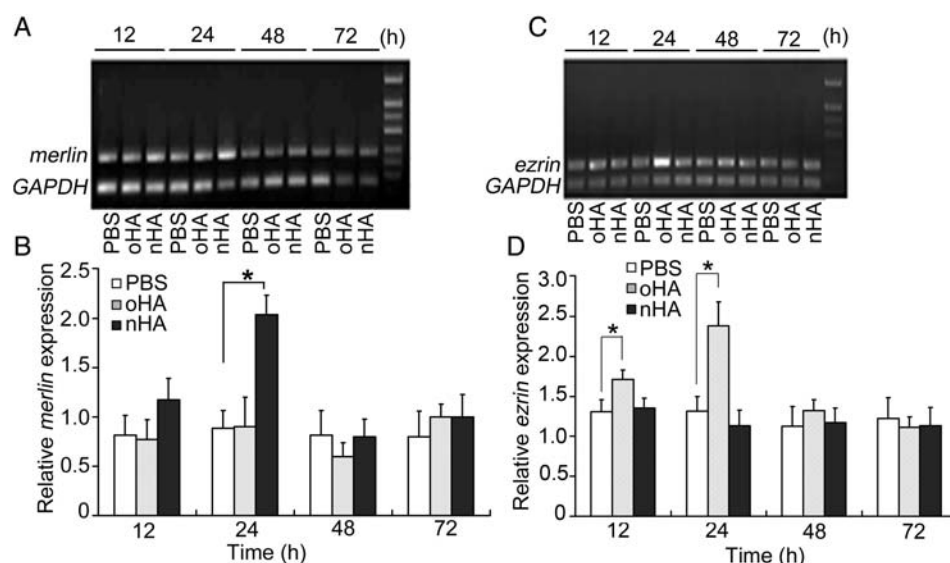 A
12 24 48 72 (h)
merlin
GAPDH
PBS oHA nHA PBS oHA nHA PBS oHA nHA PBS oHA nHA
B
Relative merlin expression
2.5
2.0
1.5
1.0
0.5
0
PBS
oHA
nHA
*
12 24 48 72
Time (h)
C
12 24 48 72 (h)
ezrin
GAPDH
PBS oHA nHA PBS oHA nHA PBS oHA nHA PBS oHA nHA
D
Relative ezrin expression
3.0
2.5
2.0
1.5
1.0
0.5
0.0
PBS
oHA
nHA
*
*
12 24 48 72
Time (h)